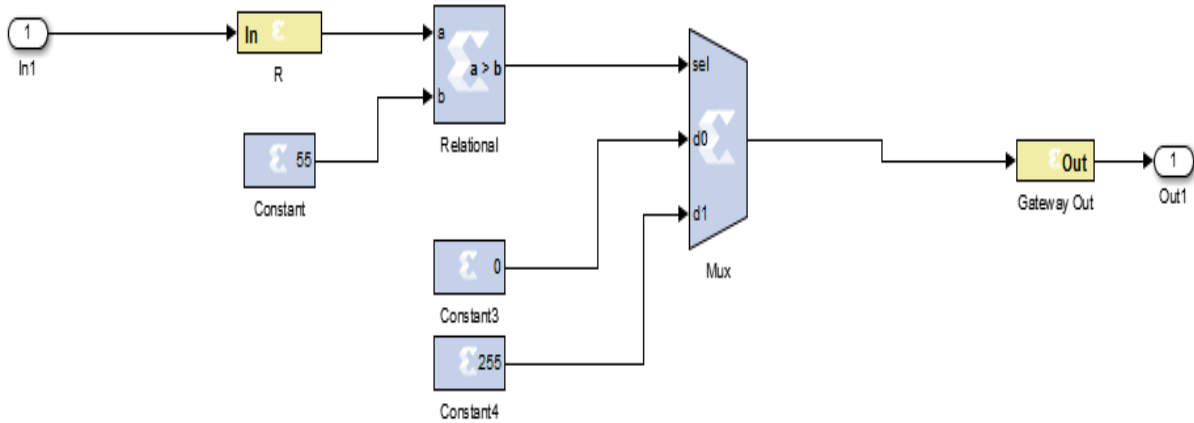 1
In1
In
R
55
Constant
a
b
a > b
Relational
0
Constant3
255
Constant4
sel
d0
d1
Mux
Out
Gateway Out
1
Out1